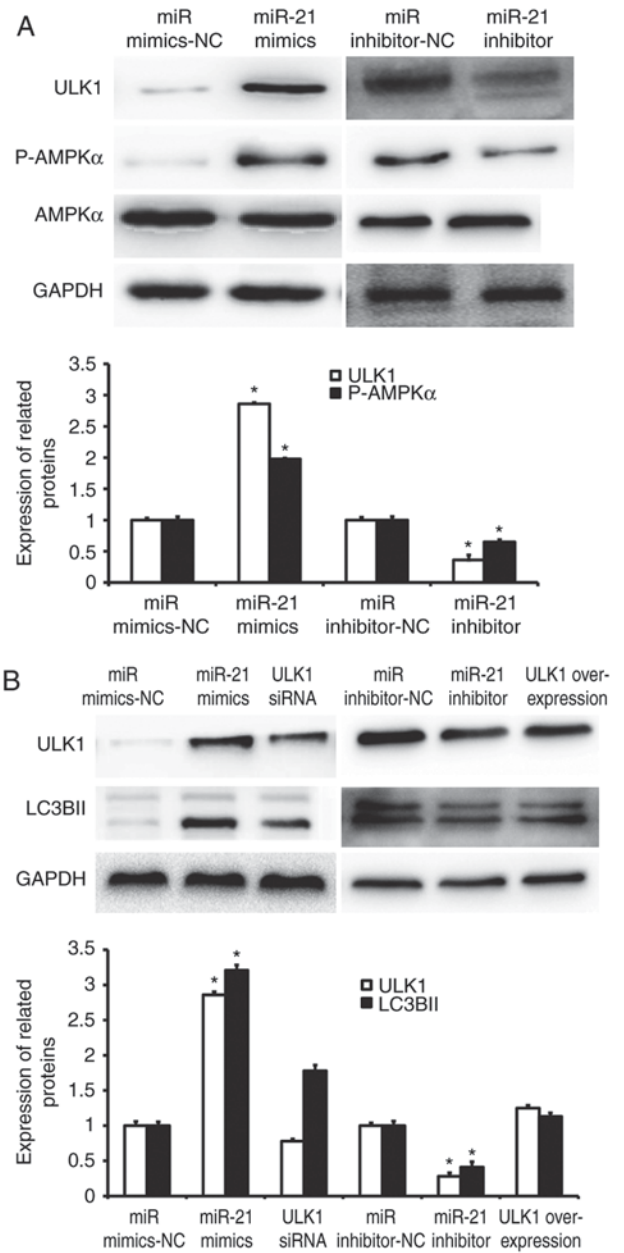 A
miR mimics-NC
miR-21 mimics
miR inhibitor-NC
miR-21 inhibitor
ULK1
P-AMPKα
AMPKα
GAPDH
Expression of related proteins
3.5
3
2.5
2
1.5
1
0.5
0
*
*
*
*
ULK1
P-AMPKα
miR mimics-NC
miR-21 mimics
miR inhibitor-NC
miR-21 inhibitor
B
miR mimics-NC
miR-21 mimics
ULK1 siRNA
miR inhibitor-NC
miR-21 inhibitor
ULK1 over-expression
ULK1
LC3BII
GAPDH
Expression of related proteins
3.5
3
2.5
2
1.5
1
0.5
0
*
*
*
*
ULK1
LC3BII
miR mimics-NC
miR-21 mimics
ULK1 siRNA
miR inhibitor-NC
miR-21 inhibitor
ULK1 over-expression